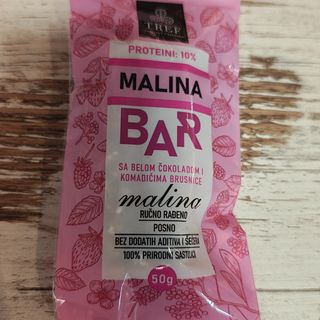 TREF
PROTEINI: 10%
MALINA
BAR
SA BELOM ČOKOLADOM I
KOMADIĆIMA BRUSNICE
malina
RUČNO RAĐENO
POSNO
BEZ DODATIH ADITIVA I ŠEĆERA
100% PRIRODNI SASTOJCI
50g